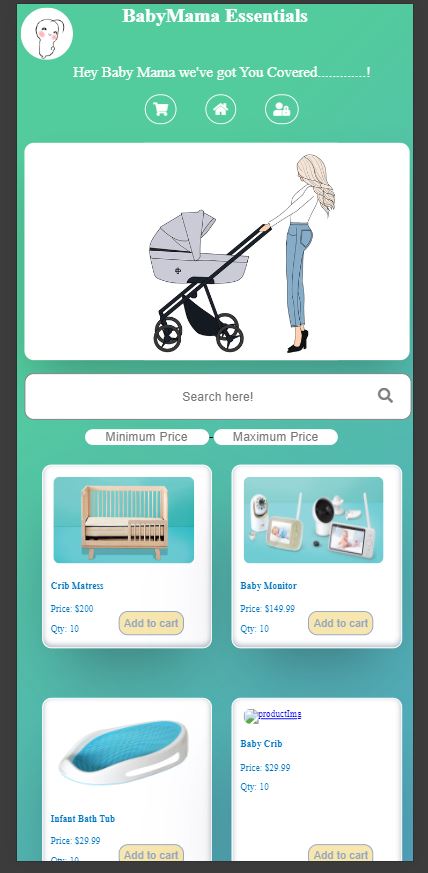 BabyMama Essentials
Hey Baby Mama we've got You Covered.............!
Search here!
Minimum Price - Maximum Price
Crib Matress
Price: $200
Qty: 10
Add to cart
Baby Monitor
Price: $149.99
Qty: 10
Add to cart
Infant Bath Tub
Price: $29.99
Qty: 10
Add to cart
productImg
Baby Crib
Price: $29.99
Qty: 10
Add to cart